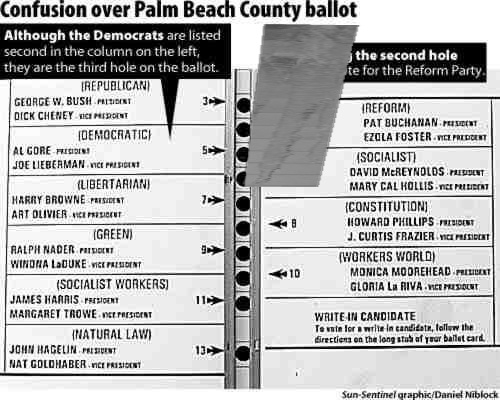 Confusion over Palm Beach County ballot
Although the Democrats are listed
second in the column on the left,
they are the third hole on the ballot.
the second hole
for the Reform Party.
(REPUBLICAN)
GEORGE W. BUSH - PRESIDENT
DICK CHENEY - VICE PRESIDENT
3
(DEMOCRATIC)
AL GORE - PRESIDENT
JOE LIEBERMAN - VICE PRESIDENT
5
(LIBERTARIAN)
HARRY BROWNE - PRESIDENT
ART OLIVIER - VICE PRESIDENT
7
(GREEN)
RALPH NADER - PRESIDENT
WINONA LaDUKE - VICE PRESIDENT
9
(SOCIALIST WORKERS)
JAMES HARRIS - PRESIDENT
MARGARET TROWE - VICE PRESIDENT
11
(NATURAL LAW)
JOHN HAGELIN - PRESIDENT
NAT GOLDHABER - VICE PRESIDENT
13
(REFORM)
PAT BUCHANAN - PRESIDENT
EZOLA FOSTER - VICE PRESIDENT
(SOCIALIST)
DAVID McREYNOLDS - PRESIDENT
MARY CAL HOLLIS - VICE PRESIDENT
(CONSTITUTION)
8
HOWARD PHILLIPS - PRESIDENT
J. CURTIS FRAZIER - VICE PRESIDENT
(WORKERS WORLD)
10
MONICA MOOREHEAD - PRESIDENT
GLORIA La RIVA - VICE PRESIDENT
WRITE-IN CANDIDATE
To vote for a write-in candidate, follow the
directions on the long stub of your ballot card.
Sun-Sentinel graphic/Daniel Niblock